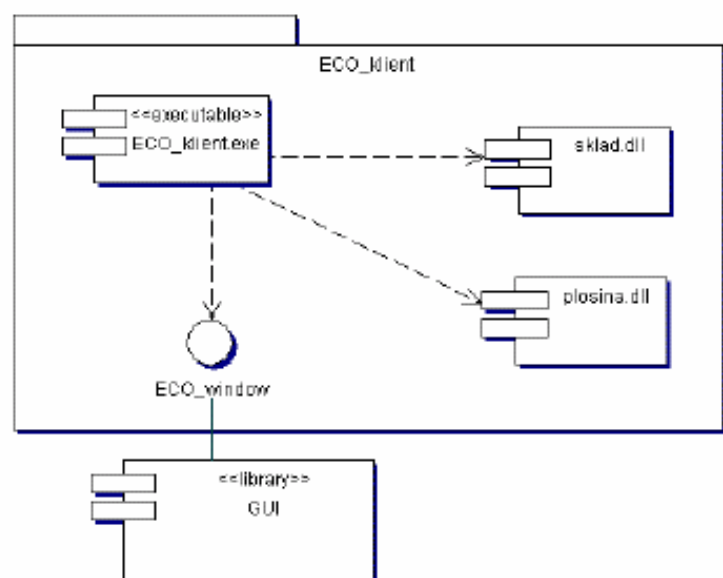 ECO_klient
<<executable>>
ECO_klient.exe
sklad.dll
plosina.dll
ECO_window
<<library>>
GUI